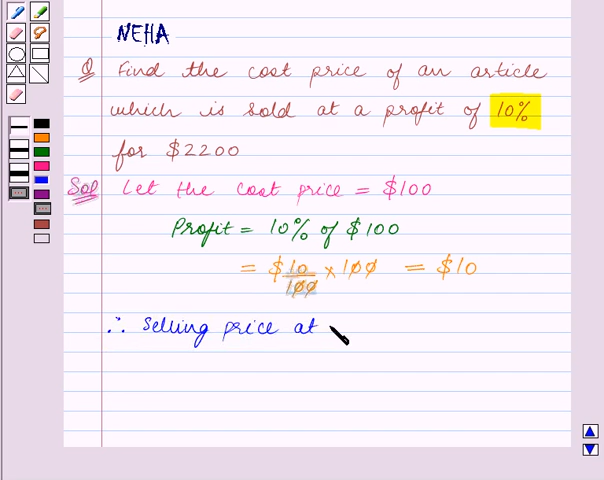 NEHA
Q Find the cost price of an article
which is sold at a profit of 10%
for $2200
Sol Let the cost price = $100
Profit = 10% of $100
= $ 10/100 × 100 = $10
∴ Selling price at